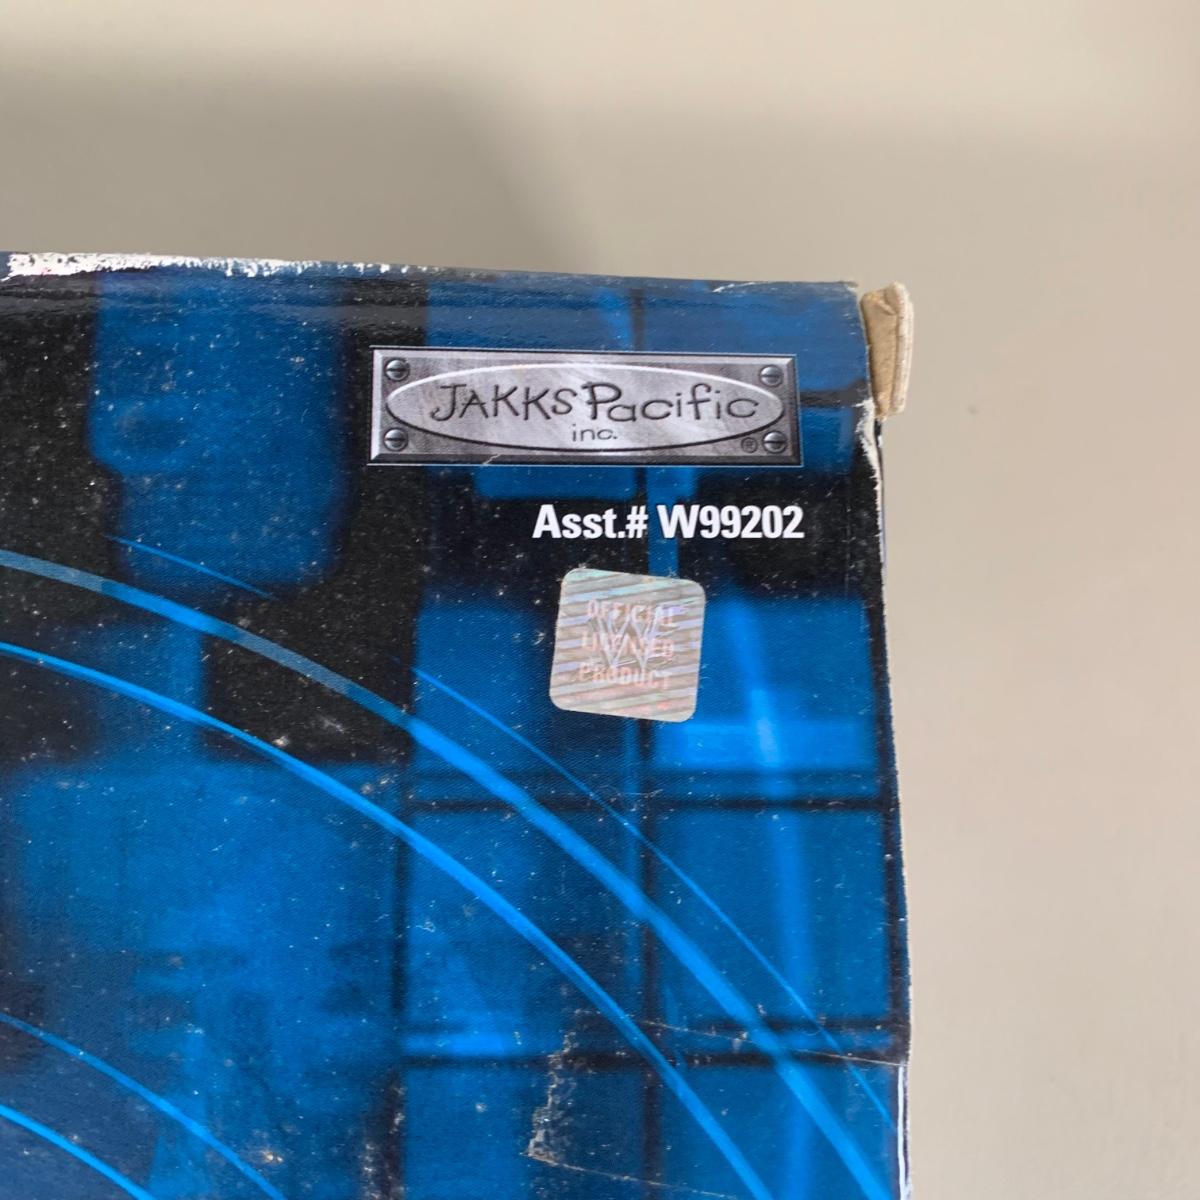 JAKKS Pacific
inc.
®
Asst.# W99202
OFFICIAL
LICENSED
PRODUCT